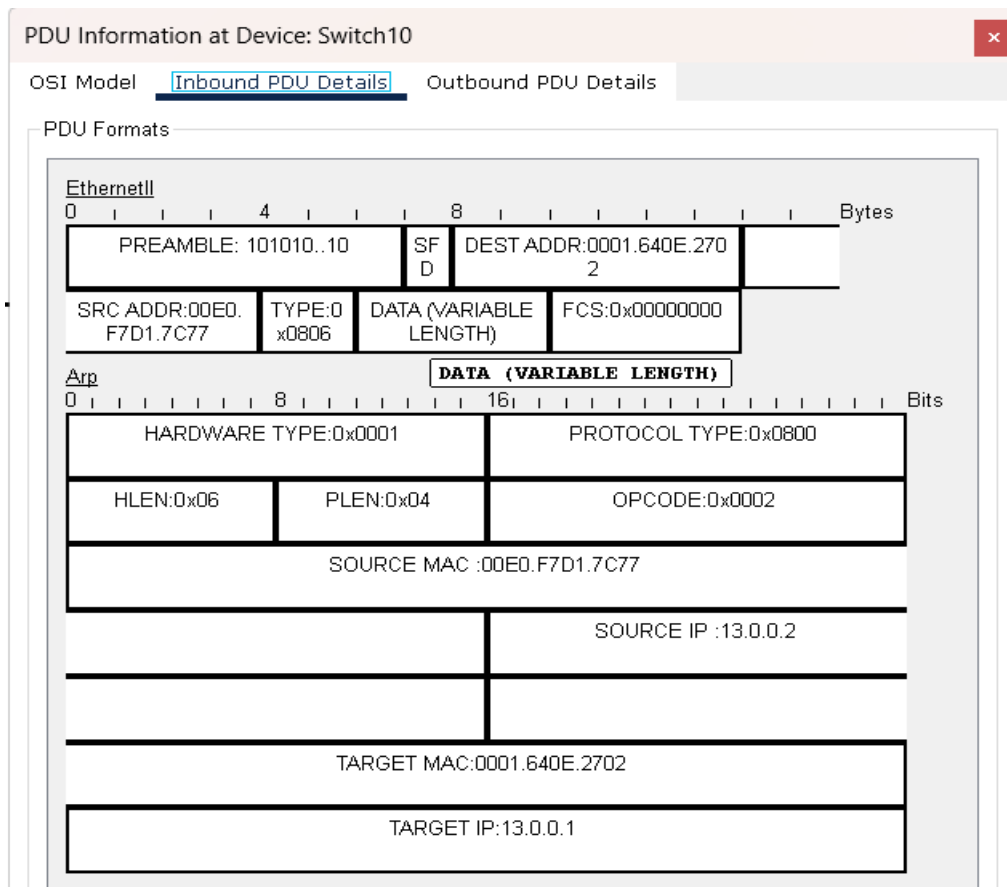 PDU Information at Device: Switch10
×
OSI Model Inbound PDU Details Outbound PDU Details
PDU Formats
EthernetII
0 4 8 Bytes
PREAMBLE: 101010..10 SF DEST ADDR:0001.640E.270
D 2
SRC ADDR:00E0. TYPE:0 DATA (VARIABLE FCS:0x00000000
F7D1.7C77 x0806 LENGTH)
DATA (VARIABLE LENGTH)
Arp
0 8 16 Bits
HARDWARE TYPE:0x0001 PROTOCOL TYPE:0x0800
HLEN:0x06 PLEN:0x04 OPCODE:0x0002
SOURCE MAC :00E0.F7D1.7C77
SOURCE IP :13.0.0.2
TARGET MAC:0001.640E.2702
TARGET IP:13.0.0.1